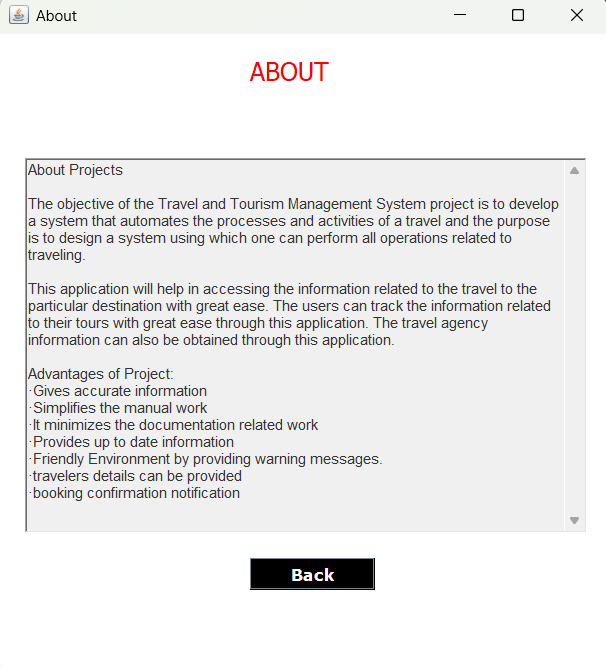 About
ABOUT
About Projects
The objective of the Travel and Tourism Management System project is to develop
a system that automates the processes and activities of a travel and the purpose
is to design a system using which one can perform all operations related to
traveling.
This application will help in accessing the information related to the travel to the
particular destination with great ease. The users can track the information related
to their tours with great ease through this application. The travel agency
information can also be obtained through this application.
Advantages of Project:
·Gives accurate information
·Simplifies the manual work
·It minimizes the documentation related work
·Provides up to date information
·Friendly Environment by providing warning messages.
·travelers details can be provided
·booking confirmation notification
Back